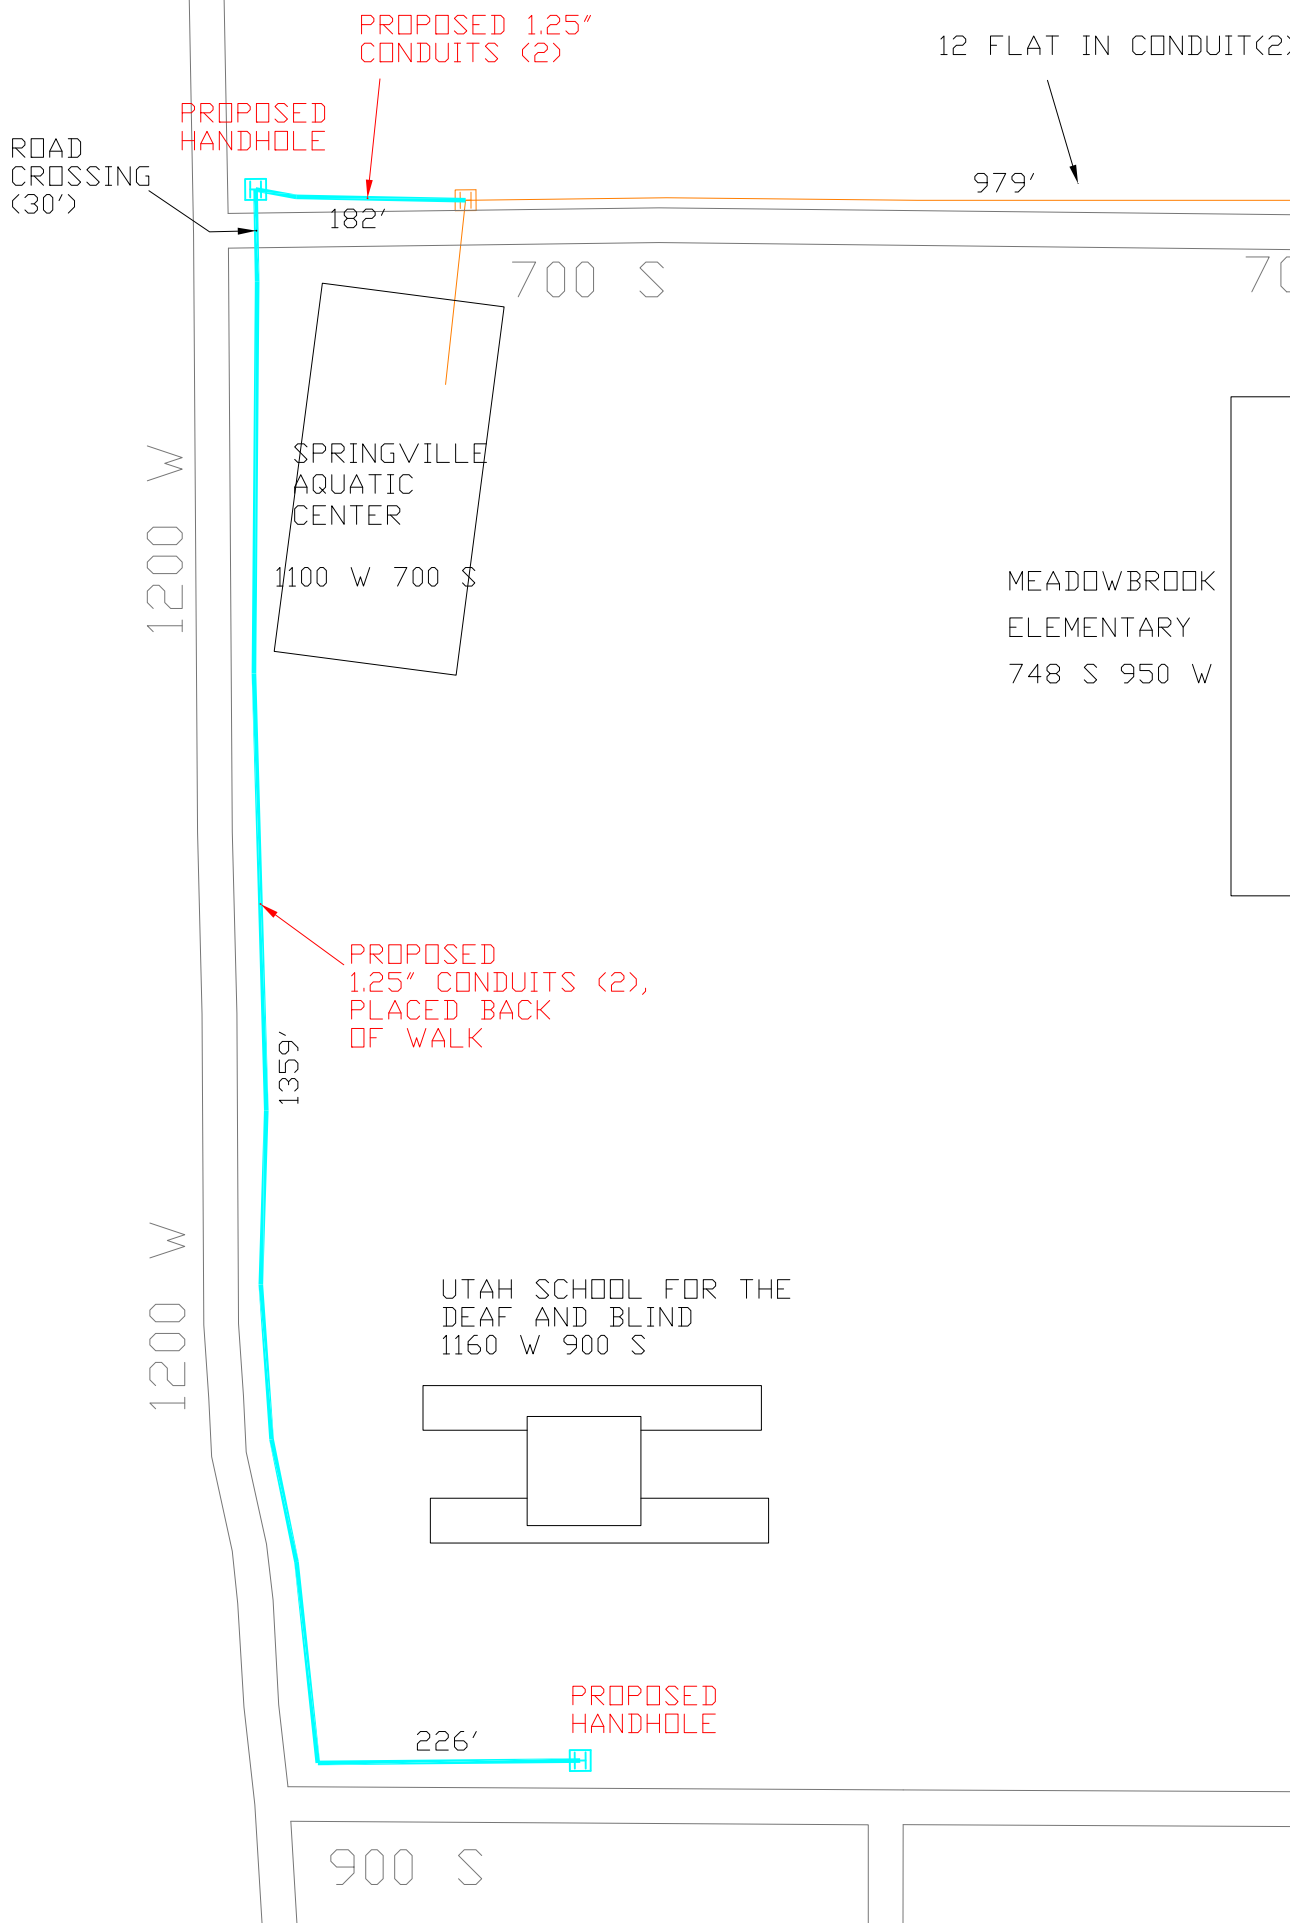 PROPOSED 1.25"
CONDUITS (2)
12 FLAT IN CONDUIT(2)
PROPOSED
HANDHOLE
ROAD
CROSSING
(30')
182'
979'
700 S
70
SPRINGVILLE
AQUATIC
CENTER
1100 W 700 S
1200 W
MEADOWBROOK
ELEMENTARY
748 S 950 W
PROPOSED
1.25" CONDUITS (2),
PLACED BACK
OF WALK
1359'
1200 W
UTAH SCHOOL FOR THE
DEAF AND BLIND
1160 W 900 S
PROPOSED
HANDHOLE
226'
900 S